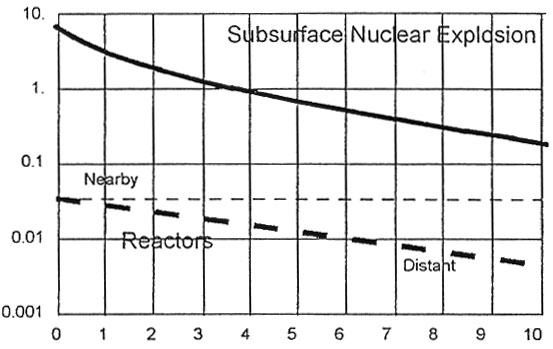 10.
Subsurface Nuclear Explosion
1.
0.1
Nearby
0.01
Reactors
Distant
0.001
0 1 2 3 4 5 6 7 8 9 10